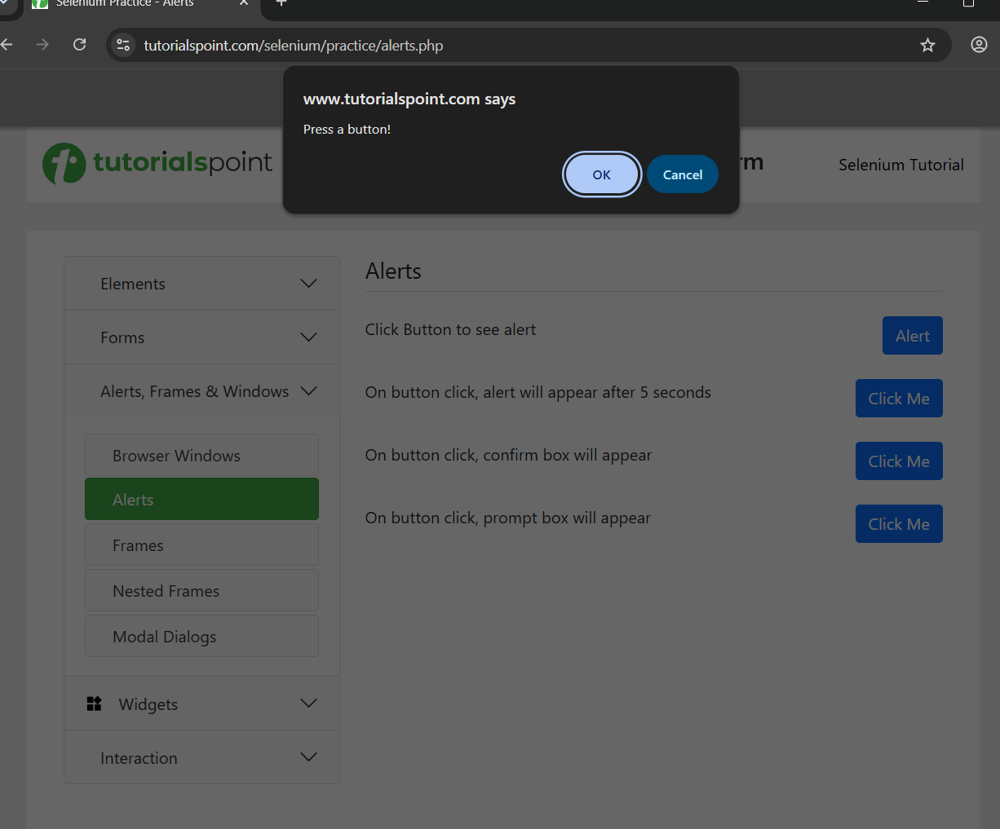 Selenium Practice - Alerts
tutorialspoint.com/selenium/practice/alerts.php
www.tutorialspoint.com says
Press a button!
OK
Cancel
tutorialspoint
rm
Selenium Tutorial
Elements
Forms
Alerts, Frames & Windows
Browser Windows
Alerts
Frames
Nested Frames
Modal Dialogs
Widgets
Interaction
Alerts
Click Button to see alert
Alert
On button click, alert will appear after 5 seconds
Click Me
On button click, confirm box will appear
Click Me
On button click, prompt box will appear
Click Me